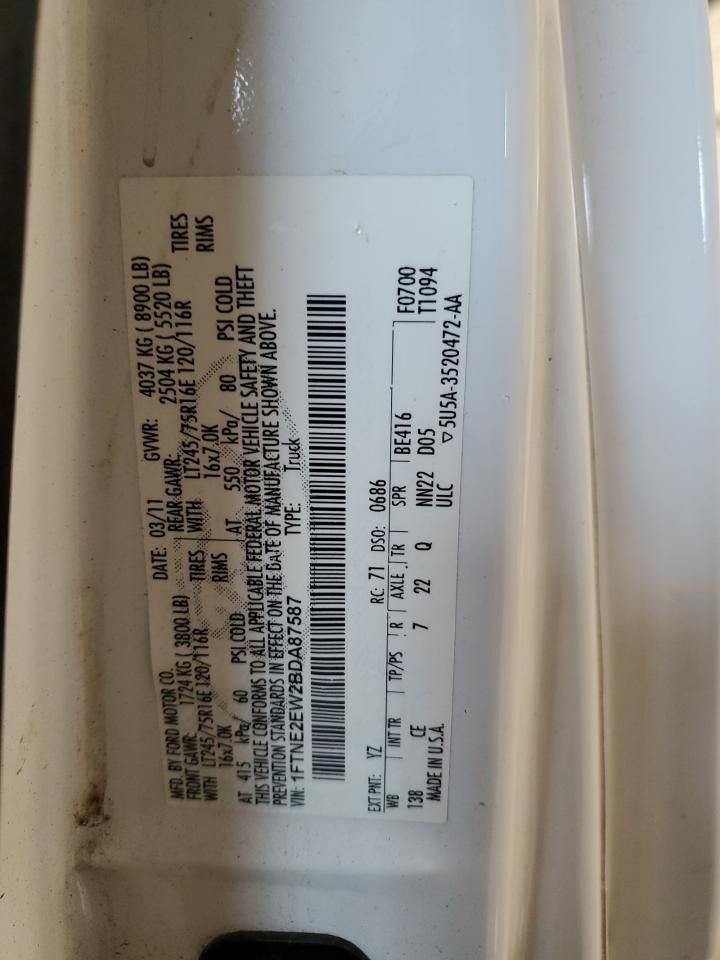 MFD. BY FORD MOTOR CO.
DATE: 03/11 GVWR: 4037 KG ( 8900 LB)
FRONT GAWR: 1724 KG ( 3800 LB) REAR GAWR: 2504 KG ( 5520 LB)
WITH LT245/75R16E 120/116R TIRES WITH LT245/75R16E 120/116R TIRES
16x7.0K RIMS 16x7.0K RIMS
AT 415 kPa/ 60 PSI COLD AT 550 kPa/ 80 PSI COLD
THIS VEHICLE CONFORMS TO ALL APPLICABLE FEDERAL MOTOR VEHICLE SAFETY AND THEFT
PREVENTION STANDARDS IN EFFECT ON THE DATE OF MANUFACTURE SHOWN ABOVE.
VIN: 1FTNE2EW2BDA87587 TYPE: Truck
EXT PNT: YZ RC: 71 DSO: 0686
WB INT TR TP/PS R AXLE TR SPR BE416 F0700
138 CE 7 22 Q NN22 D05 T1094
MADE IN U.S.A. ULC ▽5U5A-3520472-AA